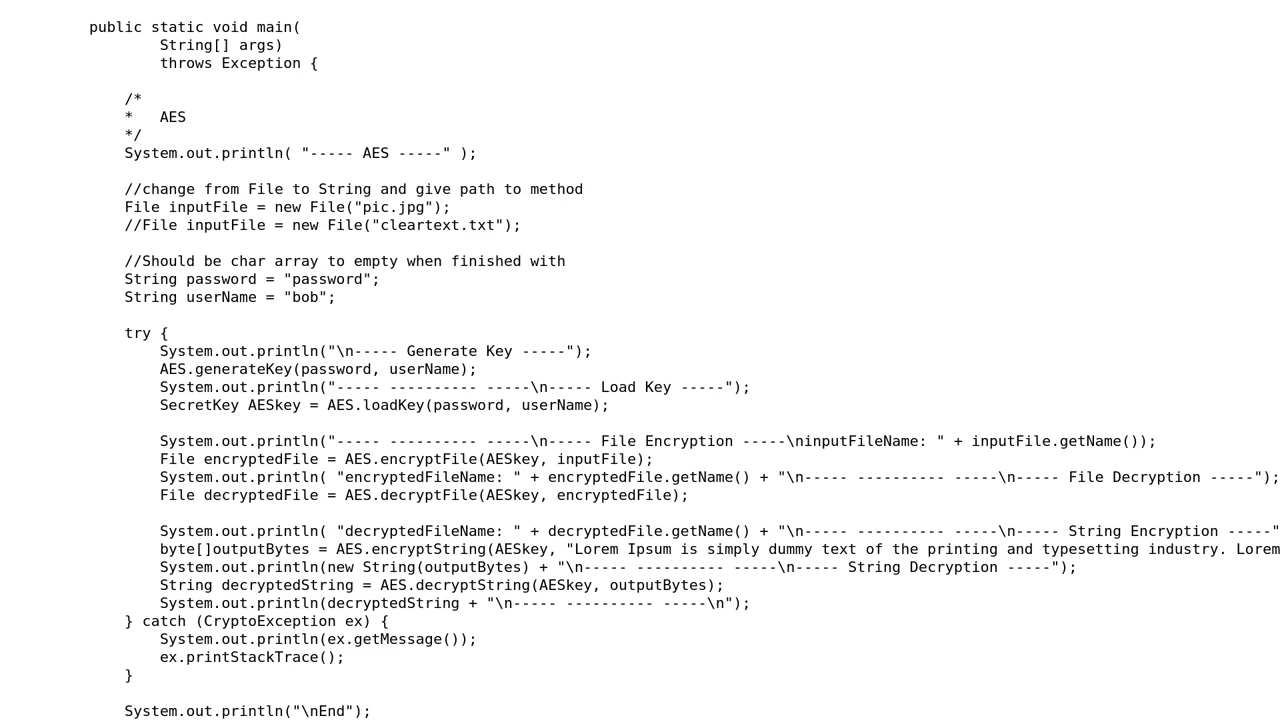 public static void main(
String[] args)
throws Exception {
/*
*   AES
*/
System.out.println( "----- AES -----" );
//change from File to String and give path to method
File inputFile = new File("pic.jpg");
//File inputFile = new File("cleartext.txt");
//Should be char array to empty when finished with
String password = "password";
String userName = "bob";
try {
System.out.println("\n----- Generate Key -----");
AES.generateKey(password, userName);
System.out.println("----- ---------- -----\n----- Load Key -----");
SecretKey AESkey = AES.loadKey(password, userName);
System.out.println("----- ---------- -----\n----- File Encryption -----\ninputFileName: " + inputFile.getName());
File encryptedFile = AES.encryptFile(AESkey, inputFile);
System.out.println( "encryptedFileName: " + encryptedFile.getName() + "\n----- ---------- -----\n----- File Decryption -----");
File decryptedFile = AES.decryptFile(AESkey, encryptedFile);
System.out.println( "decryptedFileName: " + decryptedFile.getName() + "\n----- ---------- -----\n----- String Encryption -----"
byte[]outputBytes = AES.encryptString(AESkey, "Lorem Ipsum is simply dummy text of the printing and typesetting industry. Lorem
System.out.println(new String(outputBytes) + "\n----- ---------- -----\n----- String Decryption -----");
String decryptedString = AES.decryptString(AESkey, outputBytes);
System.out.println(decryptedString + "\n----- ---------- -----\n");
} catch (CryptoException ex) {
System.out.println(ex.getMessage());
ex.printStackTrace();
}
System.out.println("\nEnd");